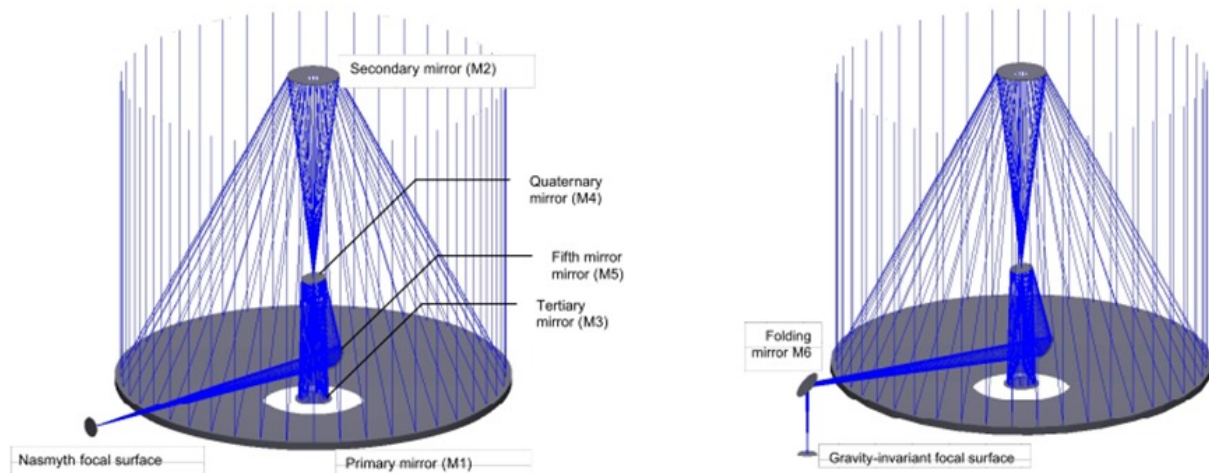 Secondary mirror (M2)
Quaternary
mirror (M4)
Fifth mirror
mirror (M5)
Tertiary
mirror (M3)
Nasmyth focal surface
Primary mirror (M1)
Folding
mirror M6
Gravity-invariant focal surface